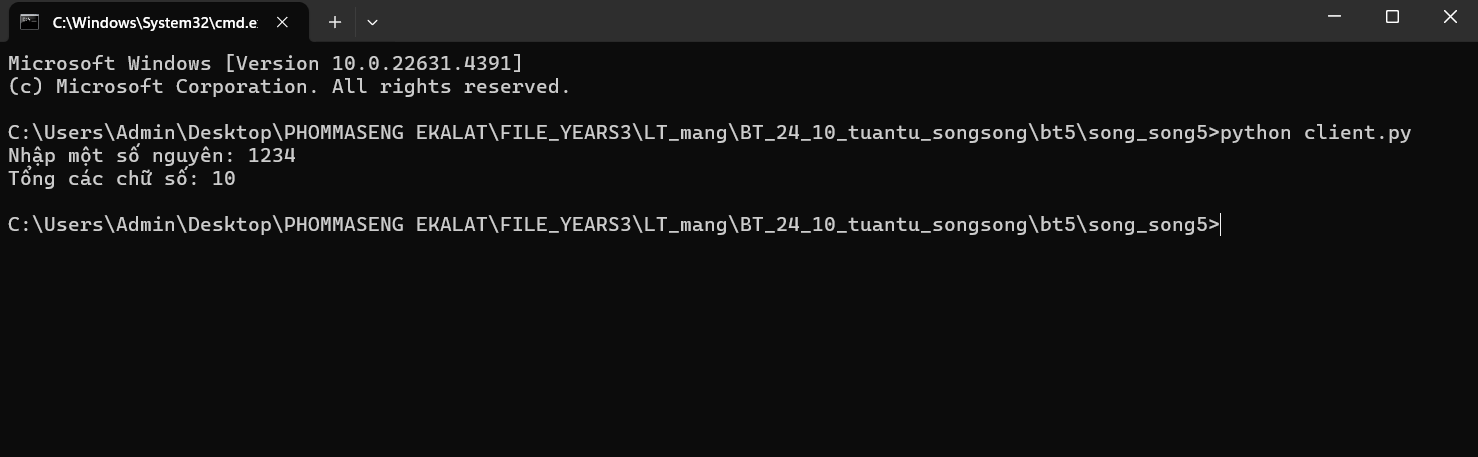 C:\Windows\System32\cmd.e
Microsoft Windows [Version 10.0.22631.4391]
(c) Microsoft Corporation. All rights reserved.
C:\Users\Admin\Desktop\PHOMMASENG EKALAT\FILE_YEARS3\LT_mang\BT_24_10_tuantu_songsong\bt5\song_song5>python client.py
Nhập một số nguyên: 1234
Tổng các chữ số: 10
C:\Users\Admin\Desktop\PHOMMASENG EKALAT\FILE_YEARS3\LT_mang\BT_24_10_tuantu_songsong\bt5\song_song5>